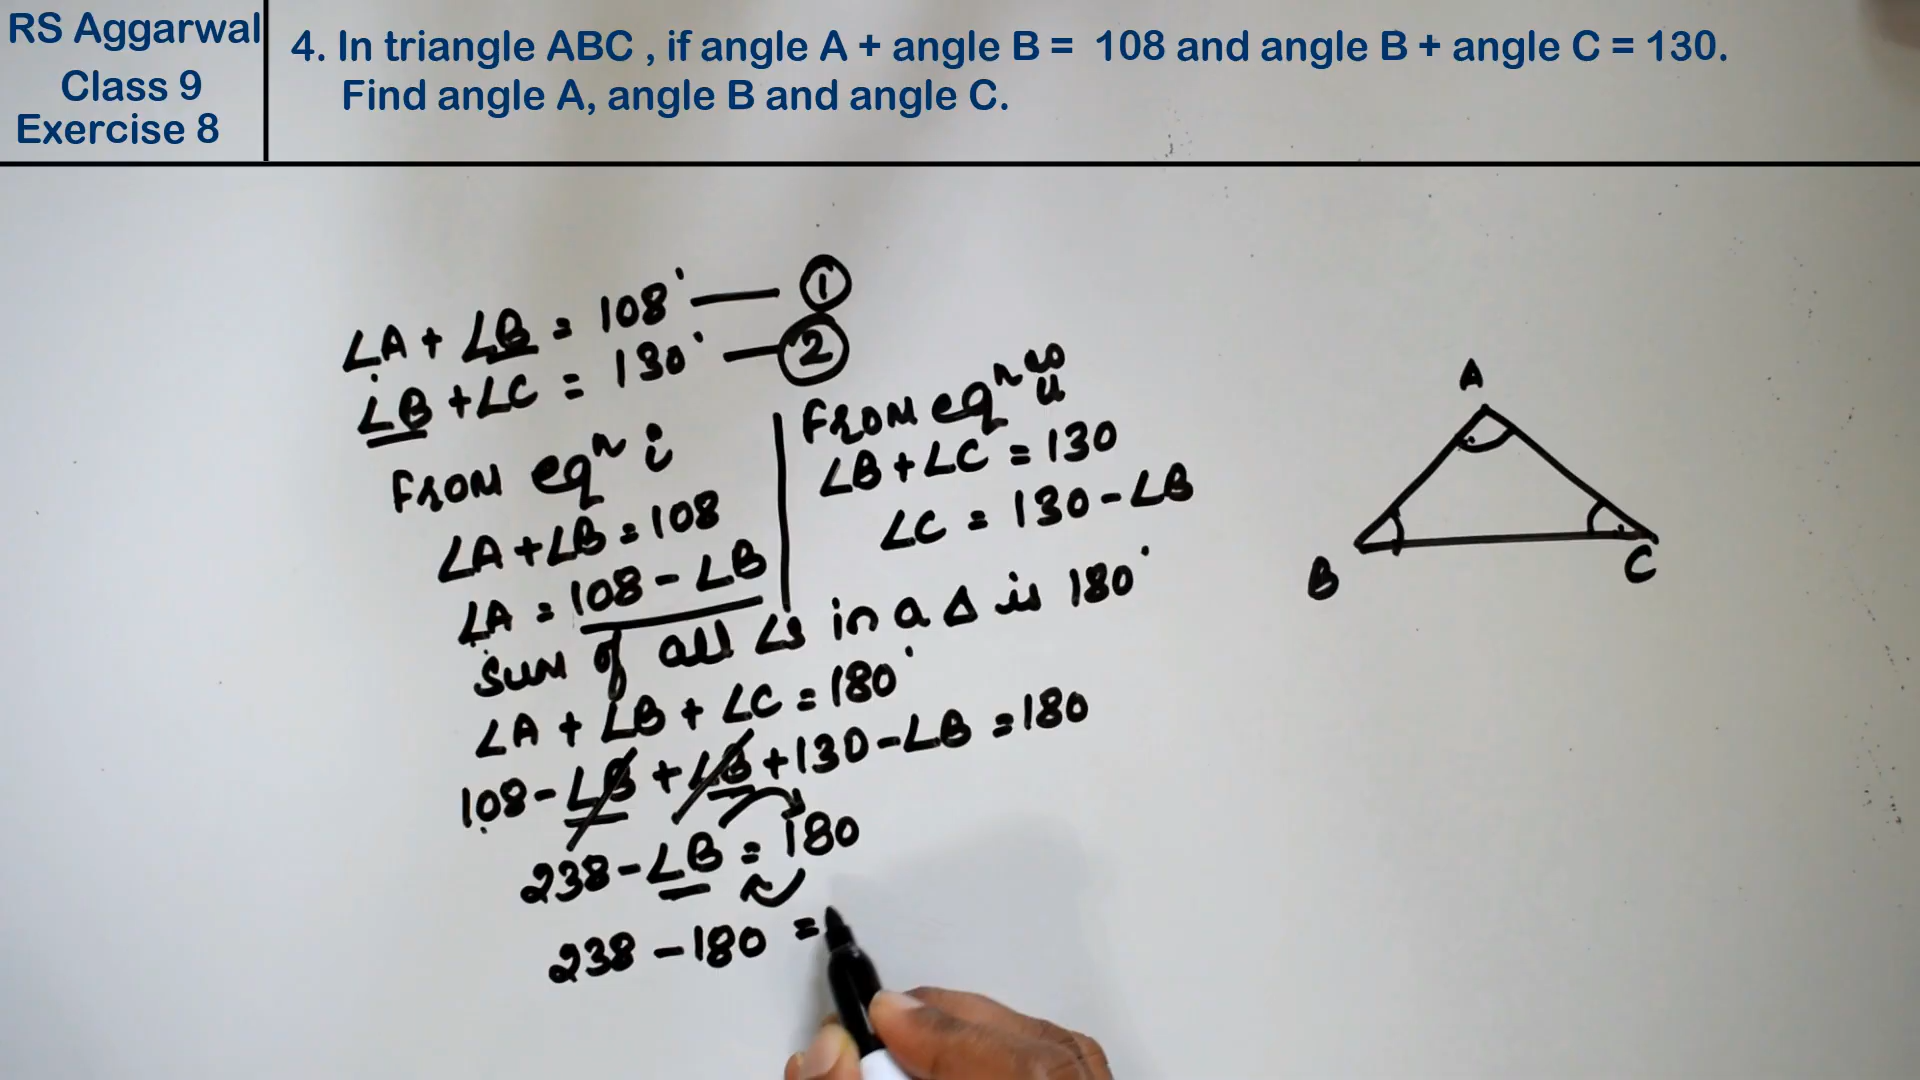 RS Aggarwal
Class 9
Exercise 8
4. In triangle ABC , if angle A + angle B = 108 and angle B + angle C = 130.
Find angle A, angle B and angle C.
∠A + ∠B = 108° — 1
∠B + ∠C = 130° — 2
From eqn i
∠A + ∠B = 108
∠A = 108 - ∠B
From eqn ii
∠B + ∠C = 130
∠C = 130 - ∠B
Sum of all ∠s in a Δ is 180°
∠A + ∠B + ∠C = 180°
108 - ∠B + ∠B + 130 - ∠B = 180
238 - ∠B = 180
238 - 180 =
A
B
C